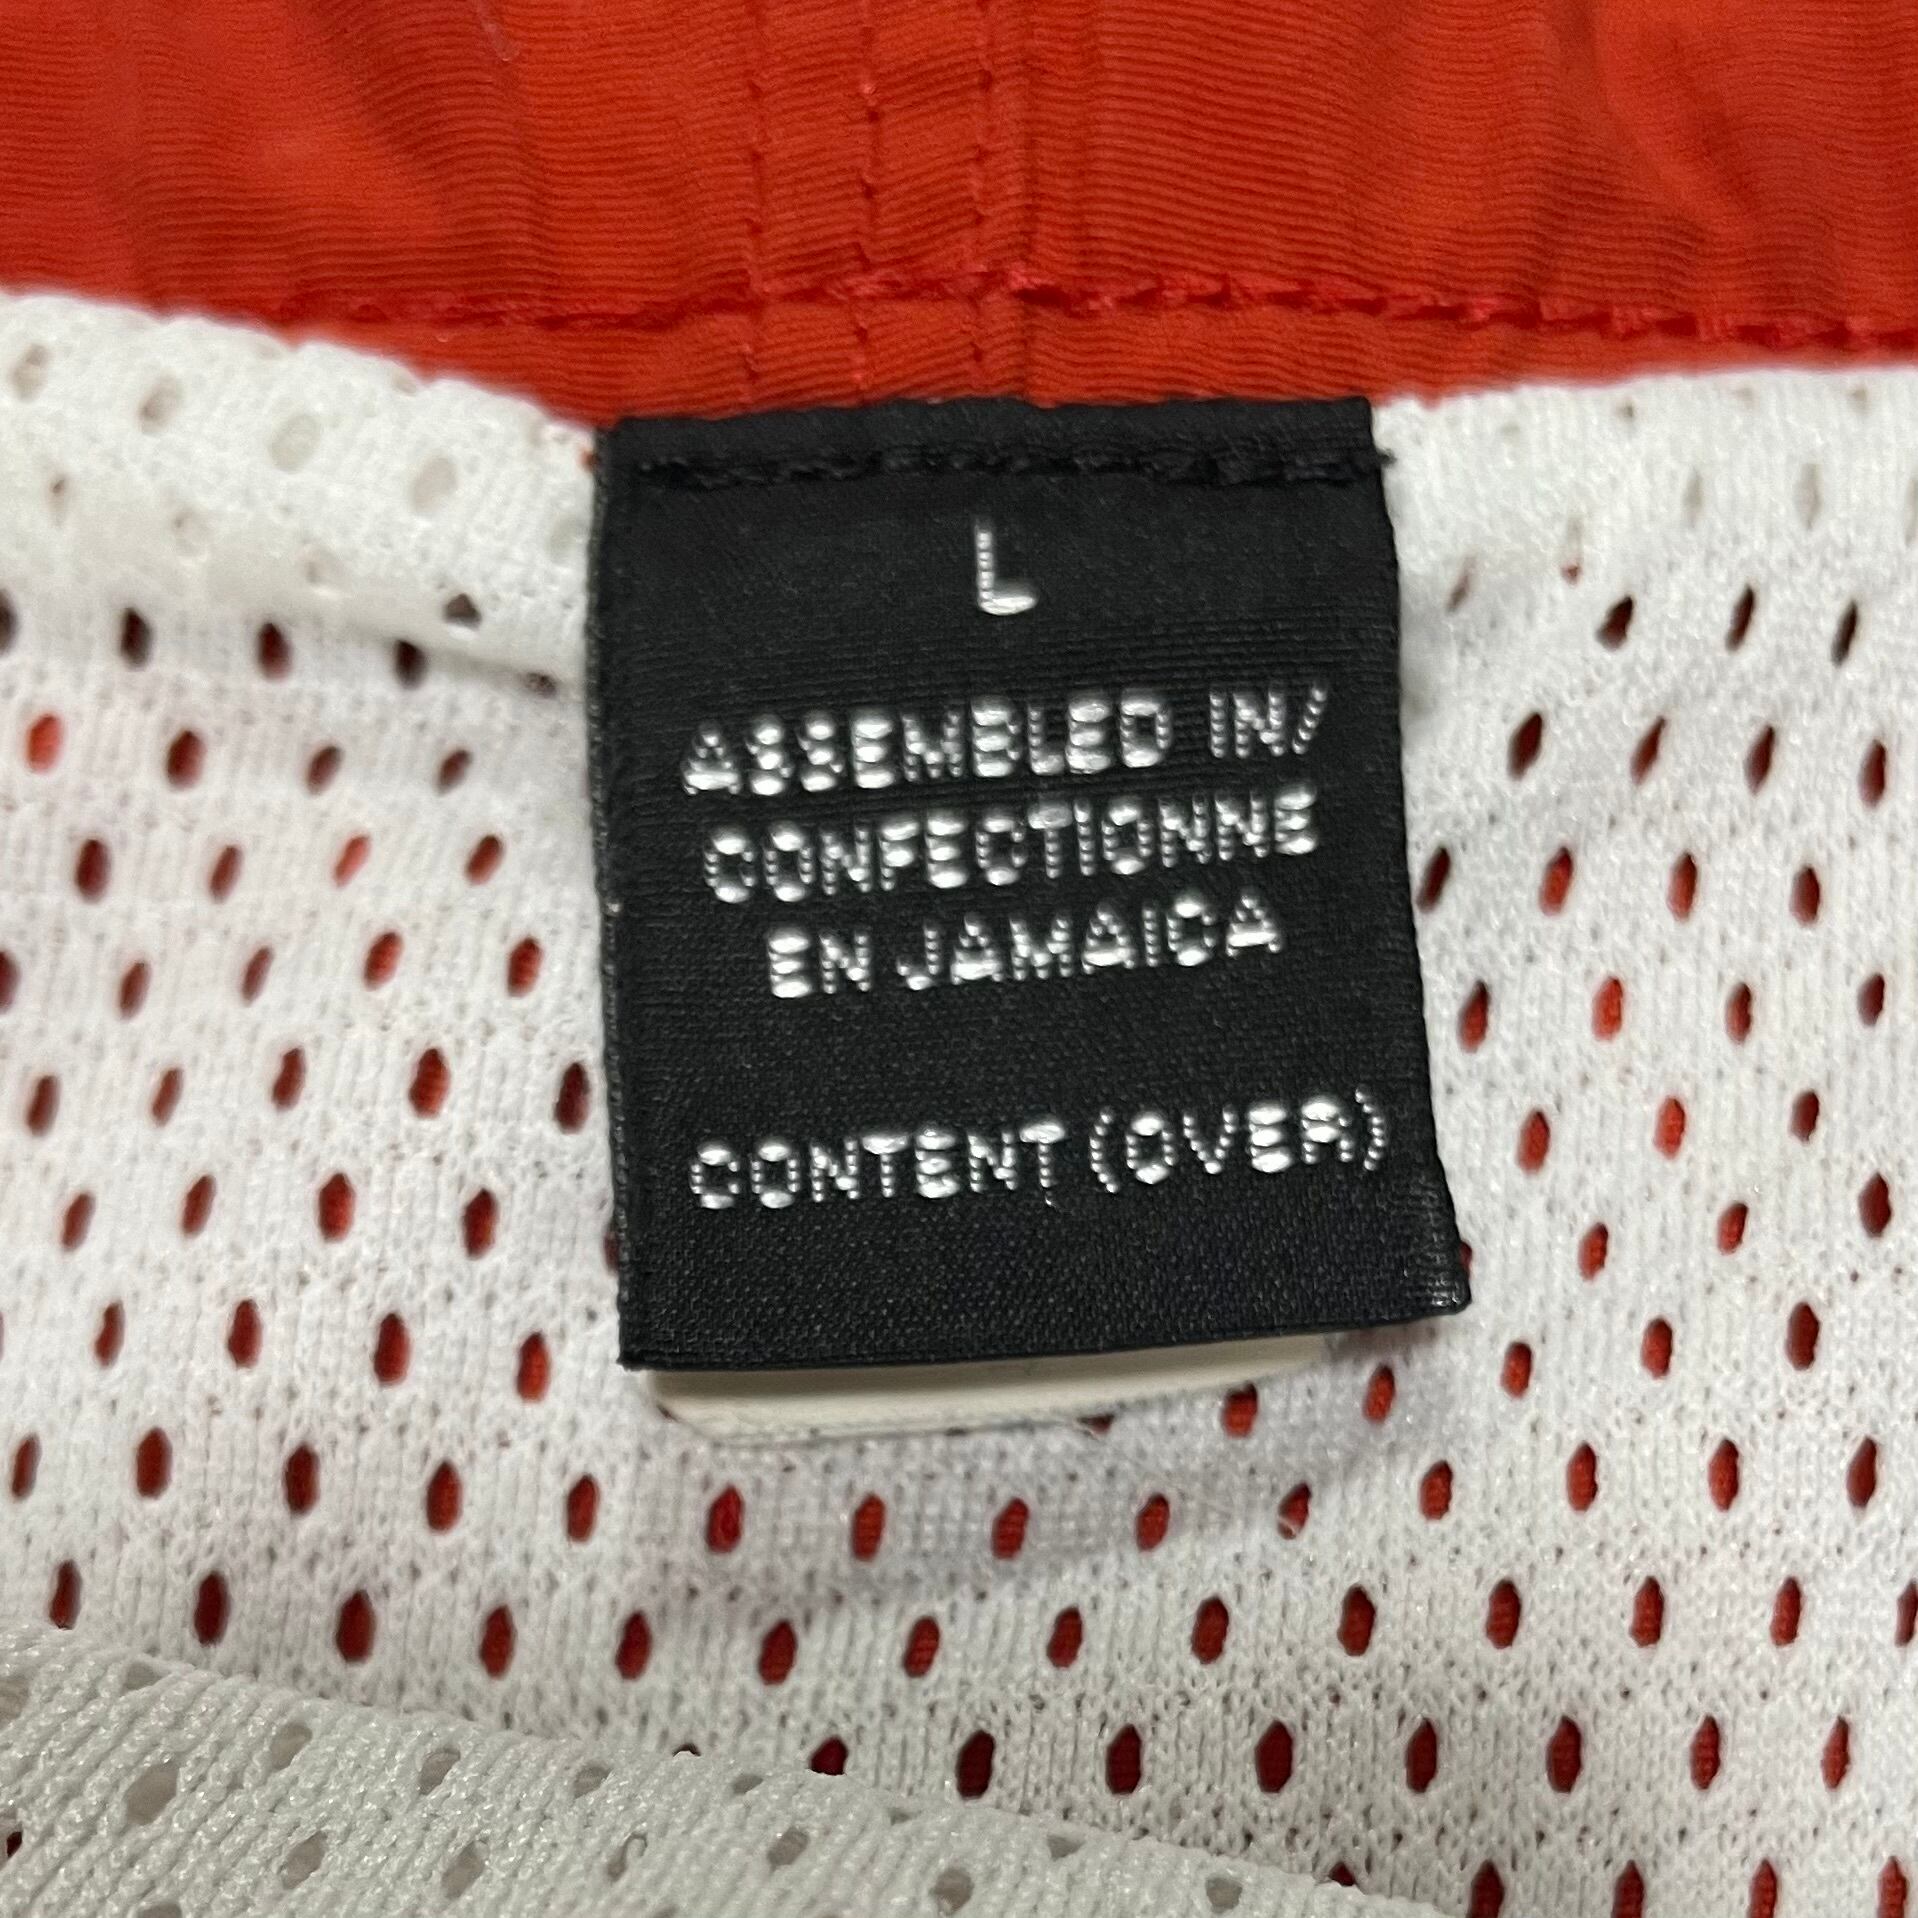 L
ASSEMBLED IN/
CONFECTIONNE
EN JAMAICA
CONTENT (OVER)